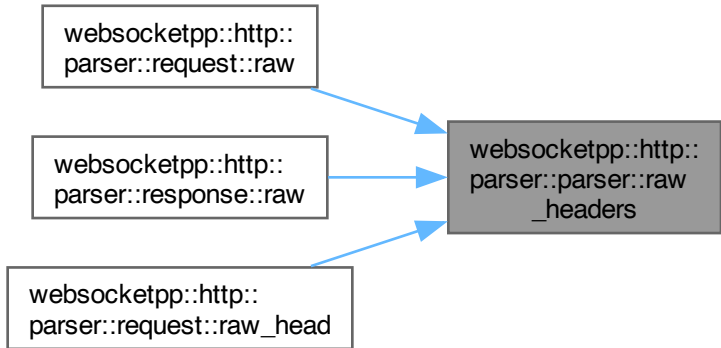 websocketpp::http::
parser::request::raw
websocketpp::http::
parser::response::raw
websocketpp::http::
parser::request::raw_head
websocketpp::http::
parser::parser::raw
_headers